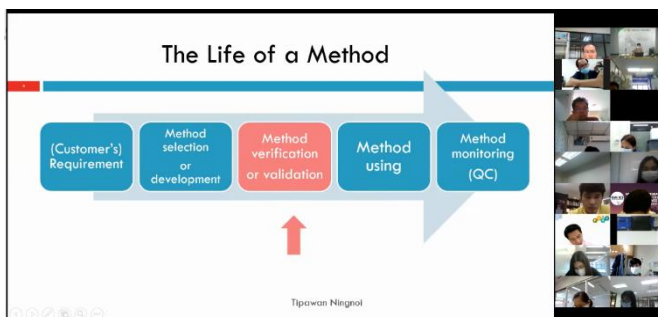 The Life of a Method
(Customer's)
Requirement
Method
selection
or
development
Method
verification
or validation
Method
using
Method
monitoring
(QC)
Tipawan Ningnoi